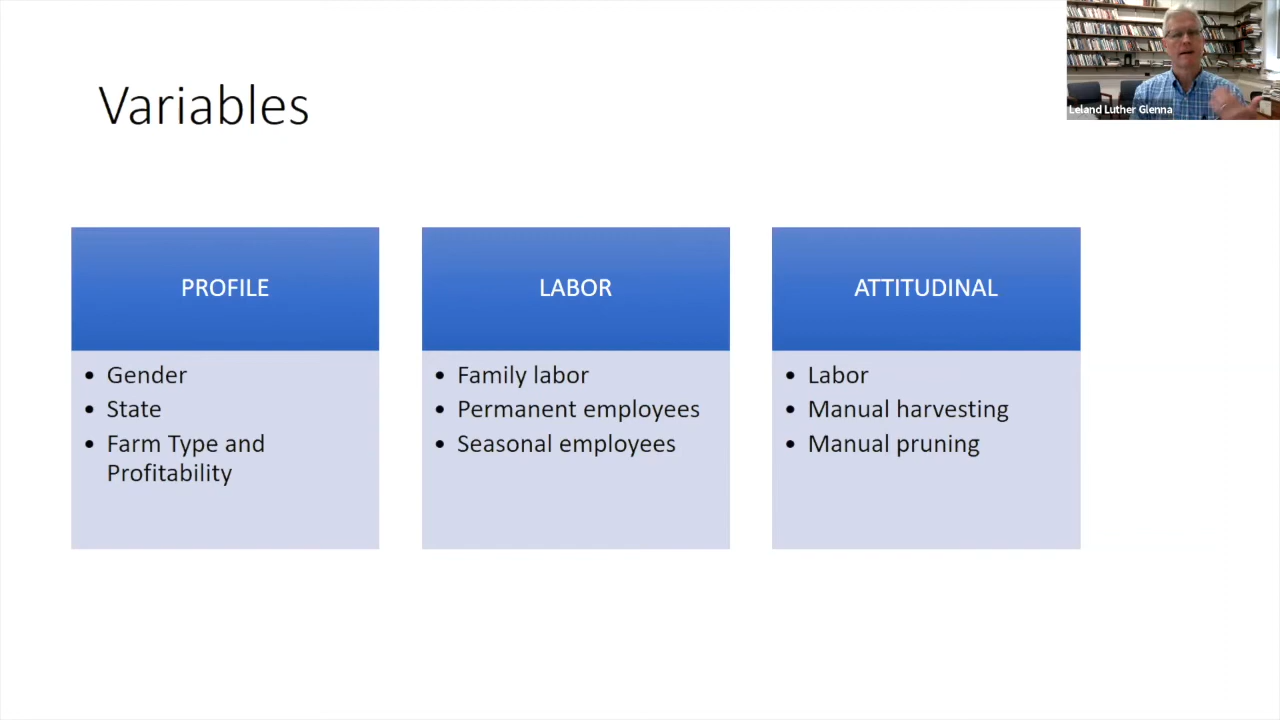 Variables
Leland Luther Glenna
PROFILE
• Gender
• State
• Farm Type and
Profitability
LABOR
• Family labor
• Permanent employees
• Seasonal employees
ATTITUDINAL
• Labor
• Manual harvesting
• Manual pruning